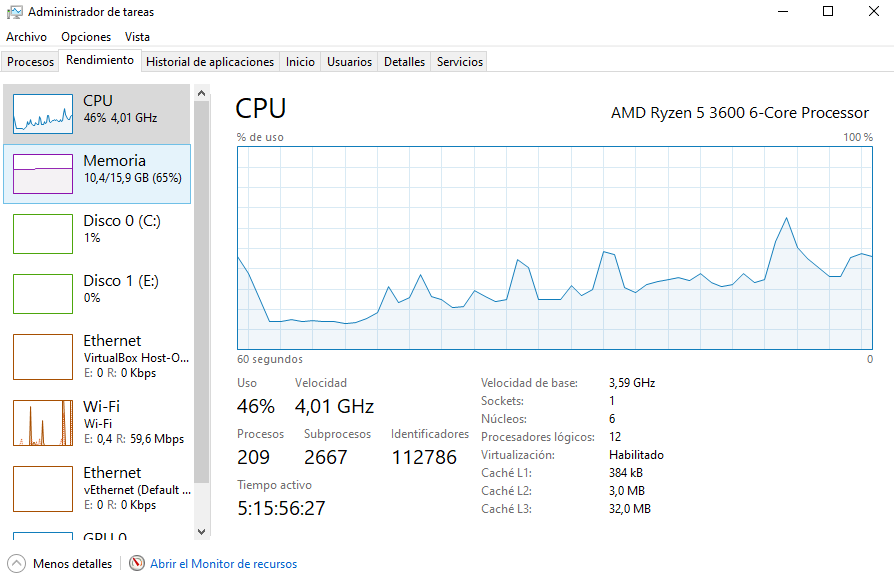 Administrador de tareas
Archivo Opciones Vista
Procesos Rendimiento Historial de aplicaciones Inicio Usuarios Detalles Servicios
CPU
46% 4,01 GHz
Memoria
10,4/15,9 GB (65%)
Disco 0 (C:)
1%
Disco 1 (E:)
0%
Ethernet
VirtualBox Host-O...
E: 0 R: 0 Kbps
Wi-Fi
Wi-Fi
E: 0,4 R: 59,6 Mbps
Ethernet
vEthernet (Default ...
E: 0 R: 0 Kbps
GPU 0
CPU AMD Ryzen 5 3600 6-Core Processor
% de uso 100 %
60 segundos 0
Uso Velocidad
46% 4,01 GHz
Procesos Subprocesos Identificadores
209 2667 112786
Tiempo activo
5:15:56:27
Velocidad de base: 3,59 GHz
Sockets: 1
Núcleos: 6
Procesadores lógicos: 12
Virtualización: Habilitado
Caché L1: 384 kB
Caché L2: 3,0 MB
Caché L3: 32,0 MB
Menos detalles Abrir el Monitor de recursos